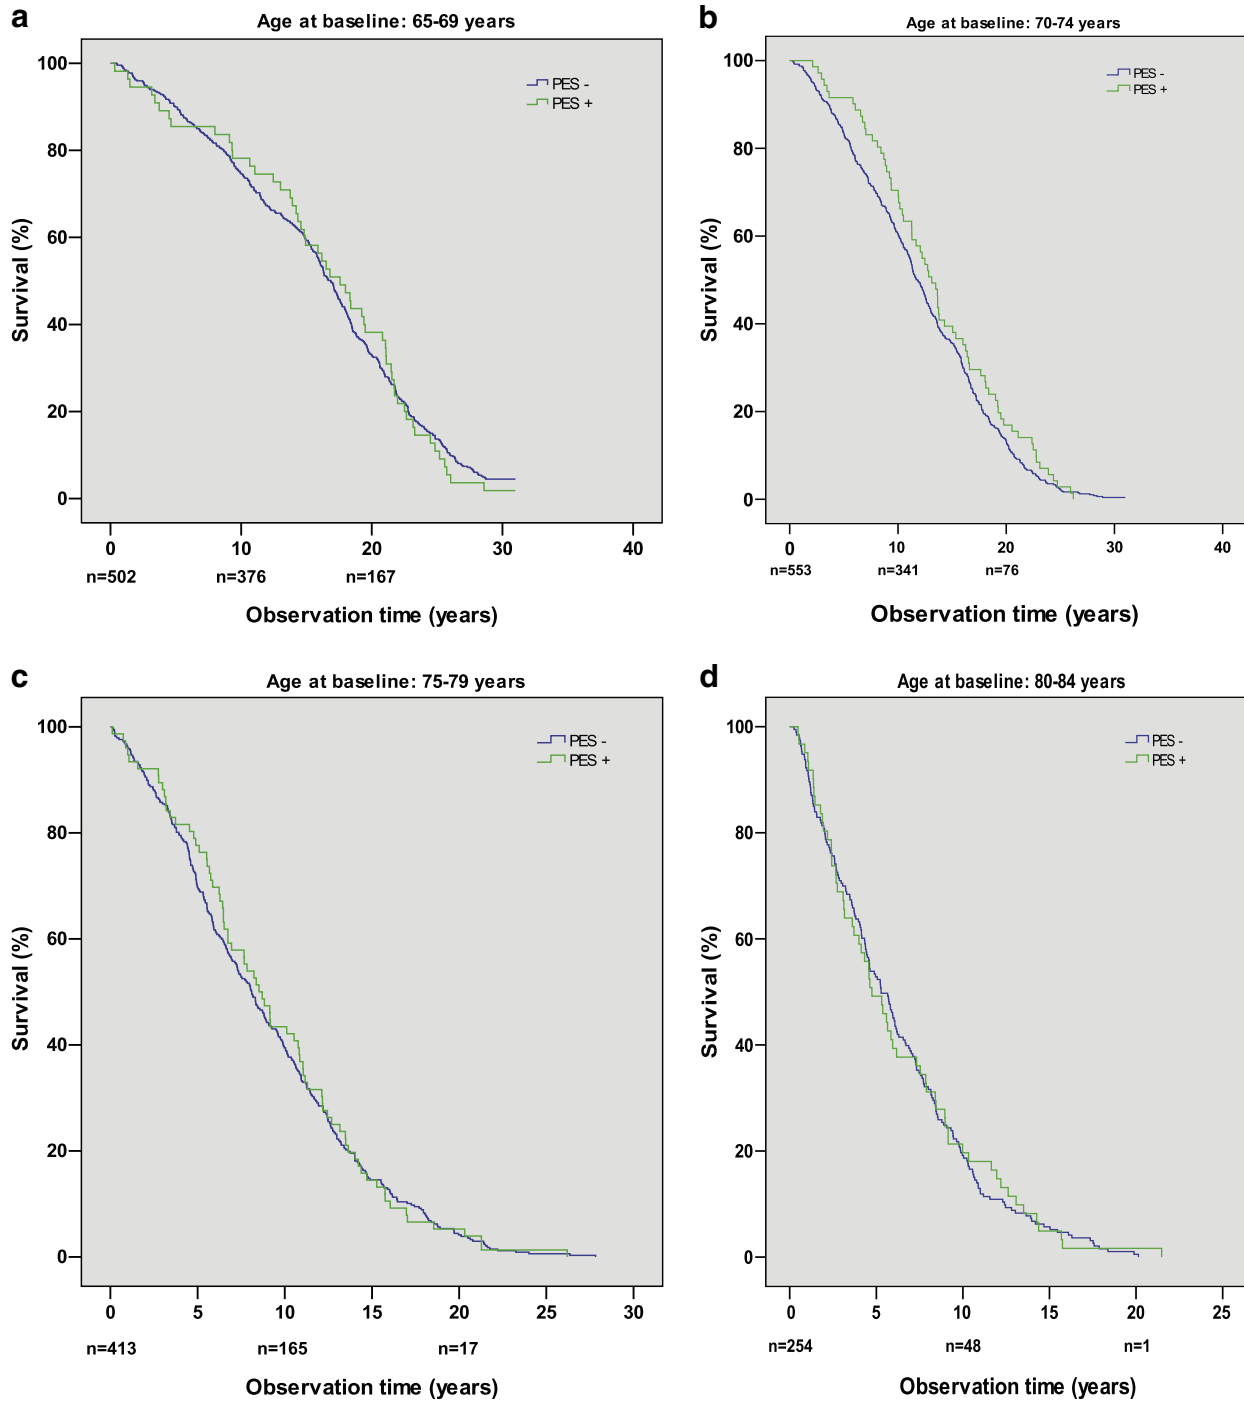 a
Age at baseline: 65-69 years
100
80
60
40
20
0
Survival (%)
PES -
PES +
0 10 20 30 40
n=502 n=376 n=167
Observation time (years)
b
Age at baseline: 70-74 years
100
80
60
40
20
0
Survival (%)
PES -
PES +
0 10 20 30 40
n=553 n=341 n=76
Observation time (years)
c
Age at baseline: 75-79 years
100
80
60
40
20
0
Survival (%)
PES -
PES +
0 5 10 15 20 25 30
n=413 n=165 n=17
Observation time (years)
d
Age at baseline: 80-84 years
100
80
60
40
20
0
Survival (%)
PES -
PES +
0 5 10 15 20 25
n=254 n=48 n=1
Observation time (years)